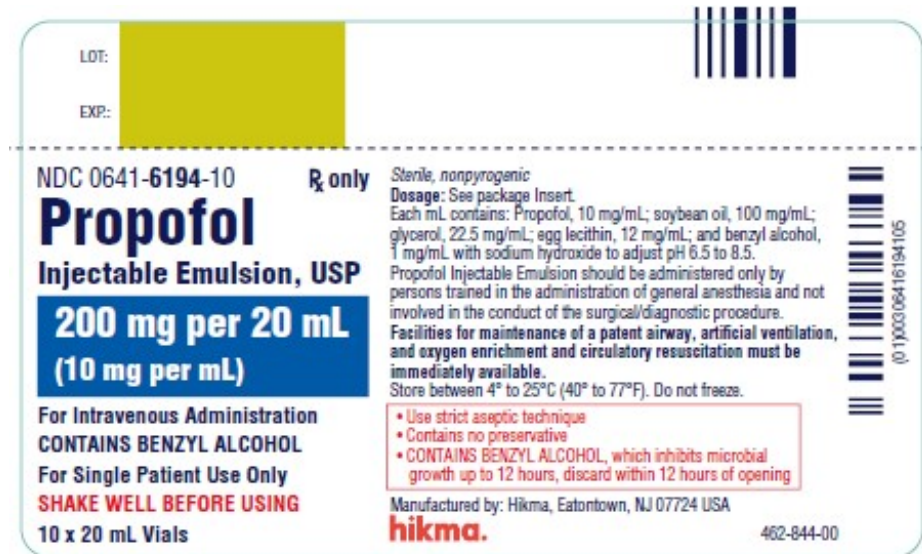 LOT:
EXP.:
NDC 0641-6194-10 ℞ only
Propofol
Injectable Emulsion, USP
200 mg per 20 mL
(10 mg per mL)
For Intravenous Administration
CONTAINS BENZYL ALCOHOL
For Single Patient Use Only
SHAKE WELL BEFORE USING
10 x 20 mL Vials
Sterile, nonpyrogenic
Dosage: See package Insert.
Each mL contains: Propofol, 10 mg/mL; soybean oil, 100 mg/mL;
glycerol, 22.5 mg/mL; egg lecithin, 12 mg/mL; and benzyl alcohol,
1 mg/mL with sodium hydroxide to adjust pH 6.5 to 8.5.
Propofol Injectable Emulsion should be administered only by
persons trained in the administration of general anesthesia and not
involved in the conduct of the surgical/diagnostic procedure.
Facilities for maintenance of a patent airway, artificial ventilation,
and oxygen enrichment and circulatory resuscitation must be
immediately available.
Store between 4° to 25°C (40° to 77°F). Do not freeze.
• Use strict aseptic technique
• Contains no preservative
• CONTAINS BENZYL ALCOHOL, which inhibits microbial
growth up to 12 hours, discard within 12 hours of opening
Manufactured by: Hikma, Eatontown, NJ 07724 USA
hikma.
462-844-00
(01)00306416194105